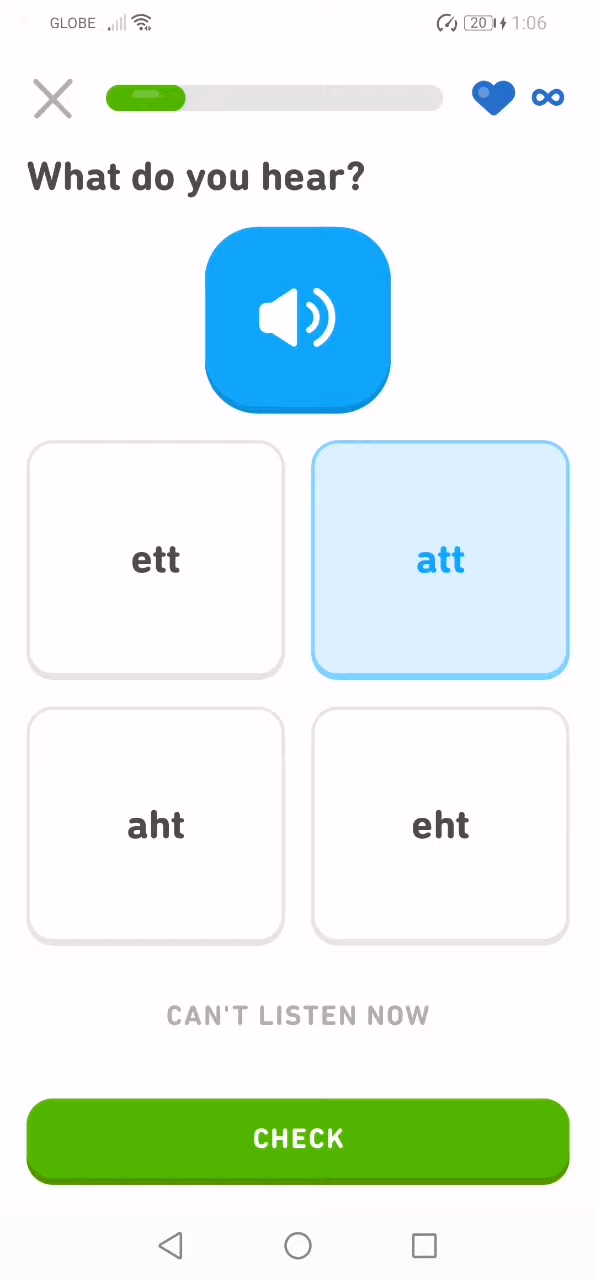 GLOBE 20 1:06
What do you hear?
ett att
aht eht
CAN'T LISTEN NOW
CHECK